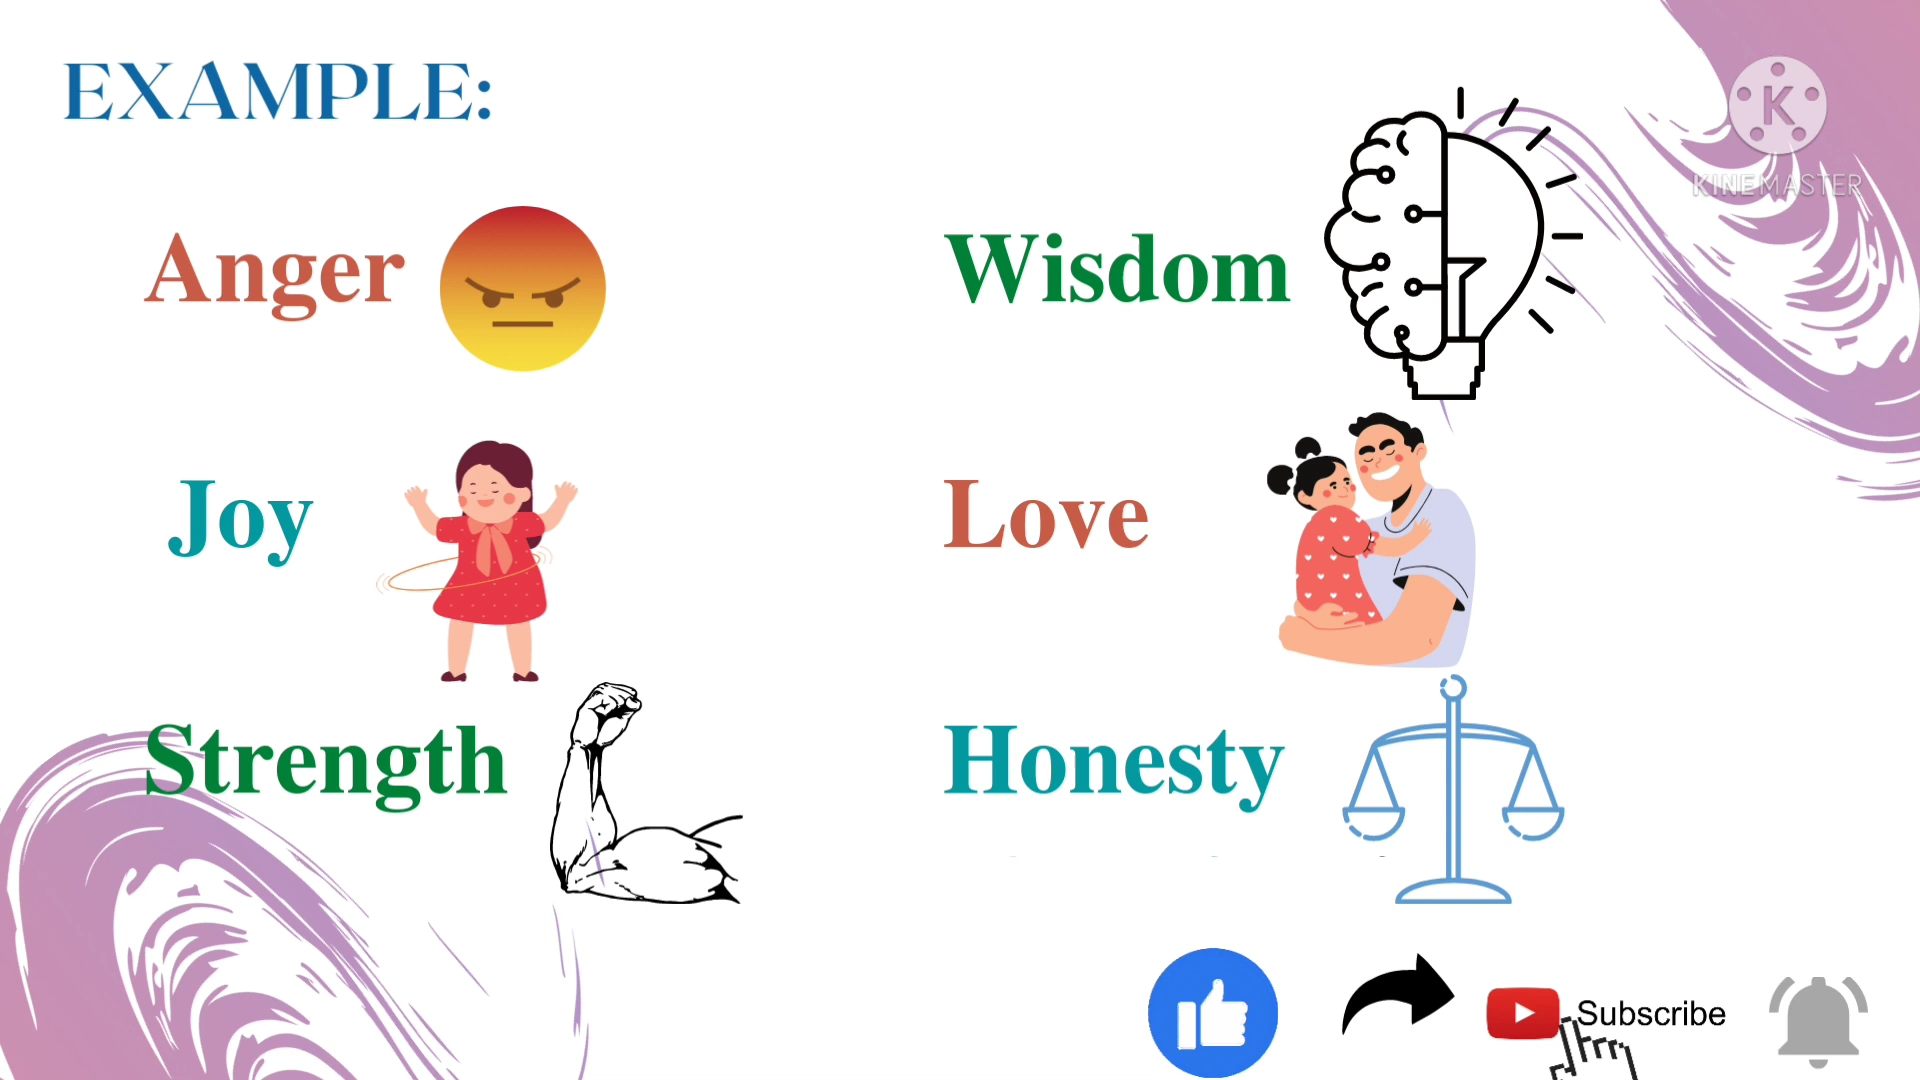 EXAMPLE:
K
KINEMASTER
Anger
Wisdom
Joy
Love
Strength
Honesty
Subscribe